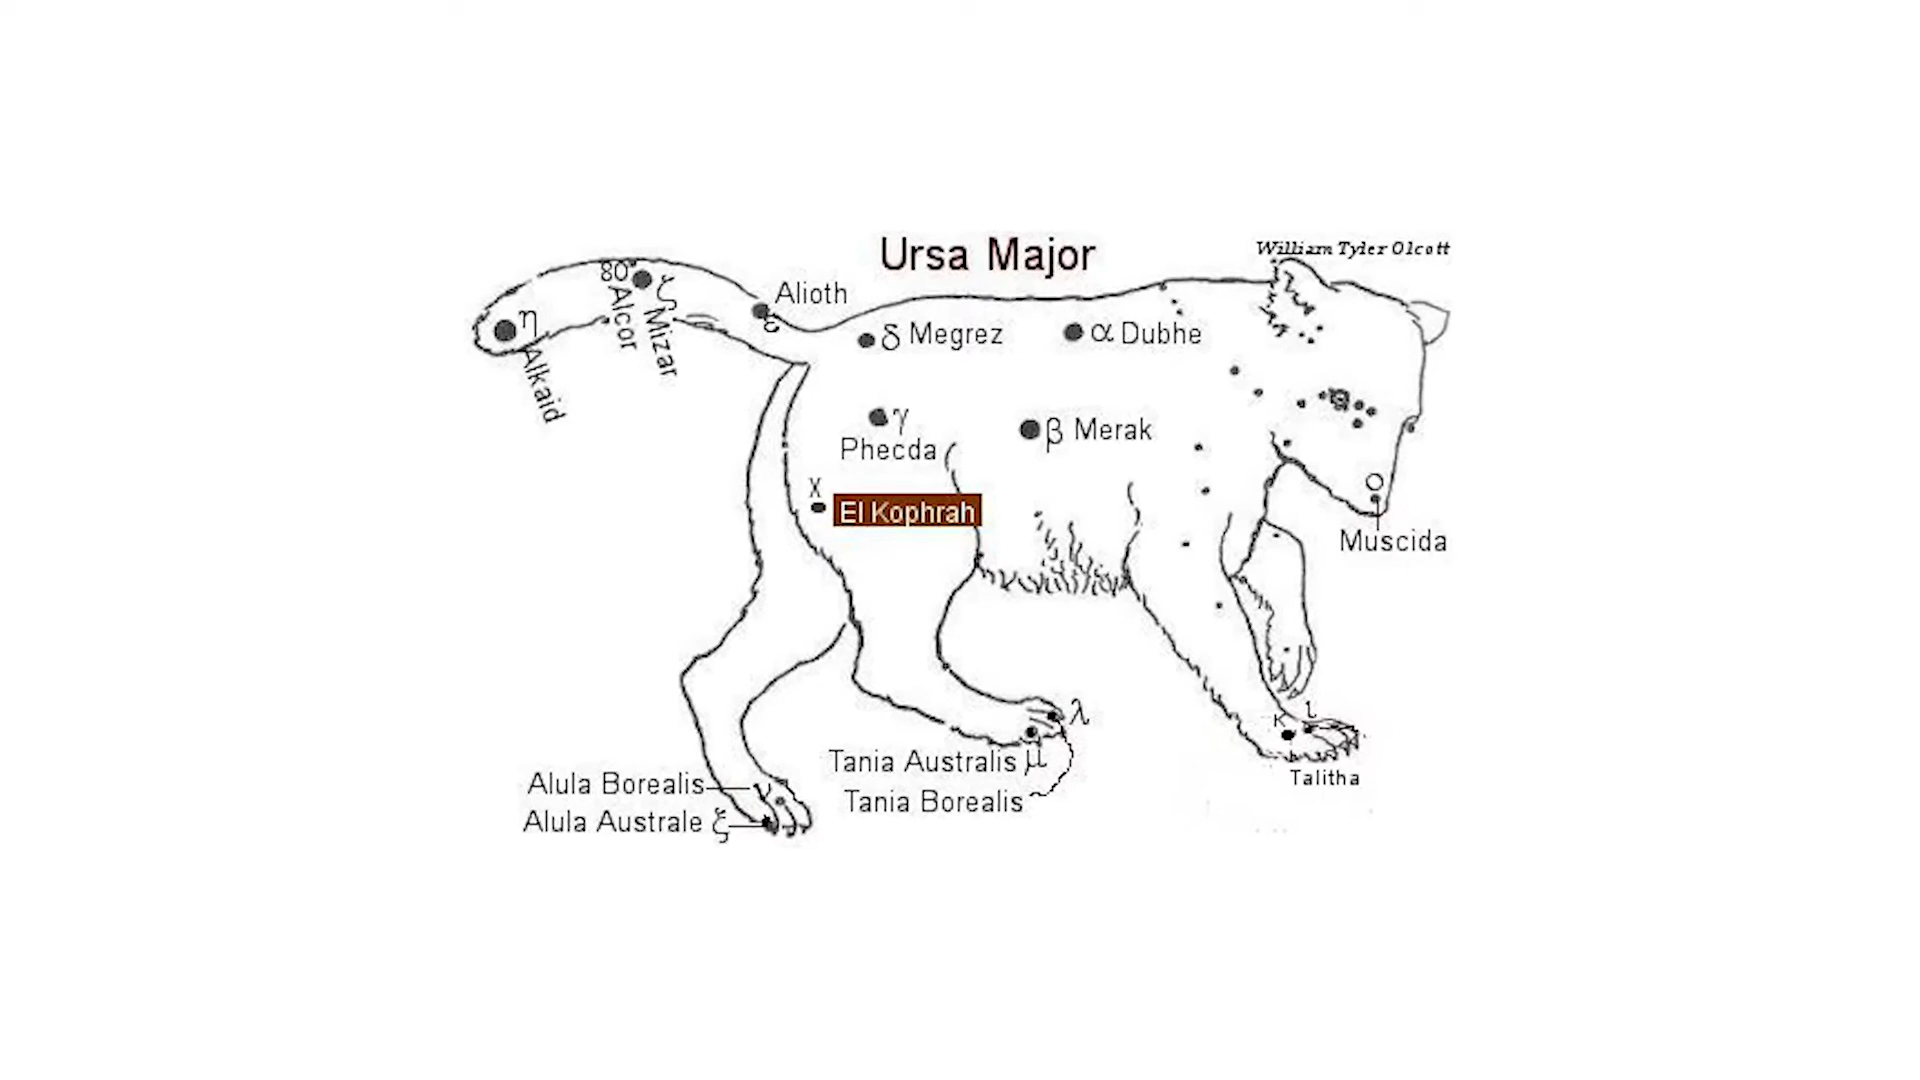 Ursa Major
William Tyler Olcott
80
ζ
Alioth
ε
η
Alcor
Mizar
Alkaid
δ Megrez
α Dubhe
γ
Phecda
β Merak
χ
El Kophrah
ο
Muscida
λ
κ ι
Tania Australis μ
Talitha
Alula Borealis ν
Tania Borealis
Alula Australe ξ